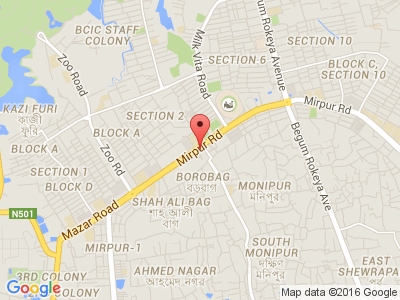 BCIC STAFF
COLONY
Zoo Road
Milk Vita Road
Begum Rokeya Avenue
SECTION 10
SECTION 6
BLOCK C,
SECTION 10
KAZI FURI
কাজী
ফুরি
SECTION 2
BLOCK A
Mirpur Rd
BLOCK A
Zoo Rd
Mirpur Rd
Begum Rokeya Ave
SECTION 1
BLOCK D
BOROBAG
বড়বাগ
MONIPUR
মনিপুর
N501
Mazar Road
SHAH ALI BAG
শাহ আলী
বাগ
MIRPUR-1
SOUTH
MONIPUR
দক্ষিণ
মনিপুর
3RD COLONY
AHMED NAGAR
আহমেদ নগর
EAST
SHEWRAPA
Map data ©2016 Google